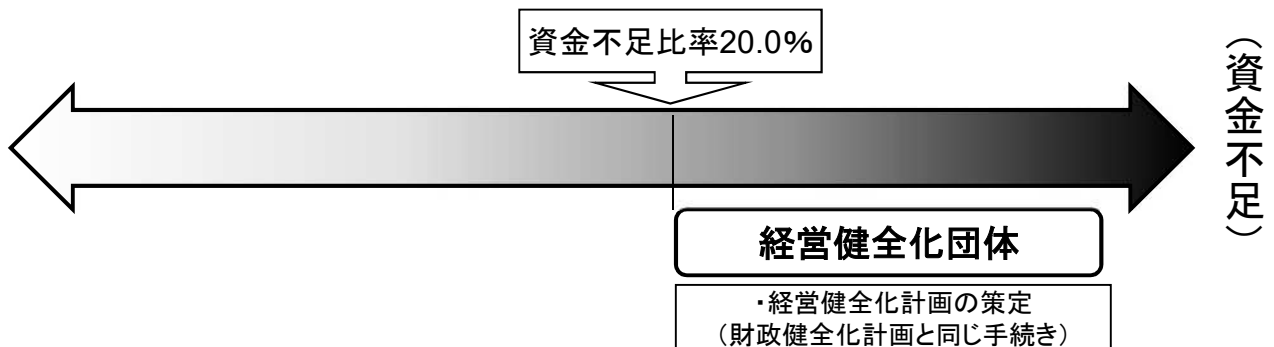 資金不足比率20.0%
（資金不足）
経営健全化団体
・経営健全化計画の策定
（財政健全化計画と同じ手続き）